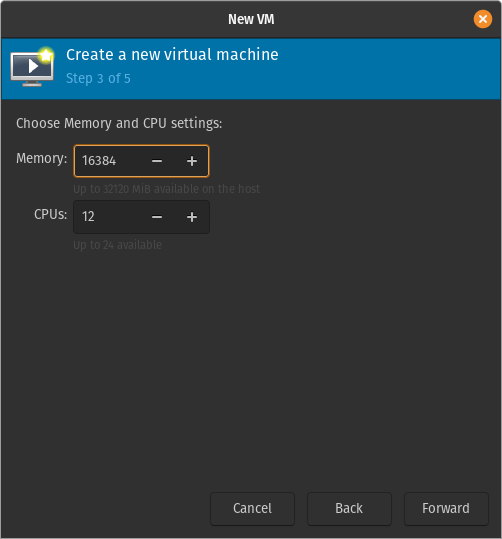 New VM
Create a new virtual machine
Step 3 of 5
Choose Memory and CPU settings:
Memory: 16384 − +
Up to 32120 MiB available on the host
CPUs: 12 − +
Up to 24 available
Cancel Back Forward